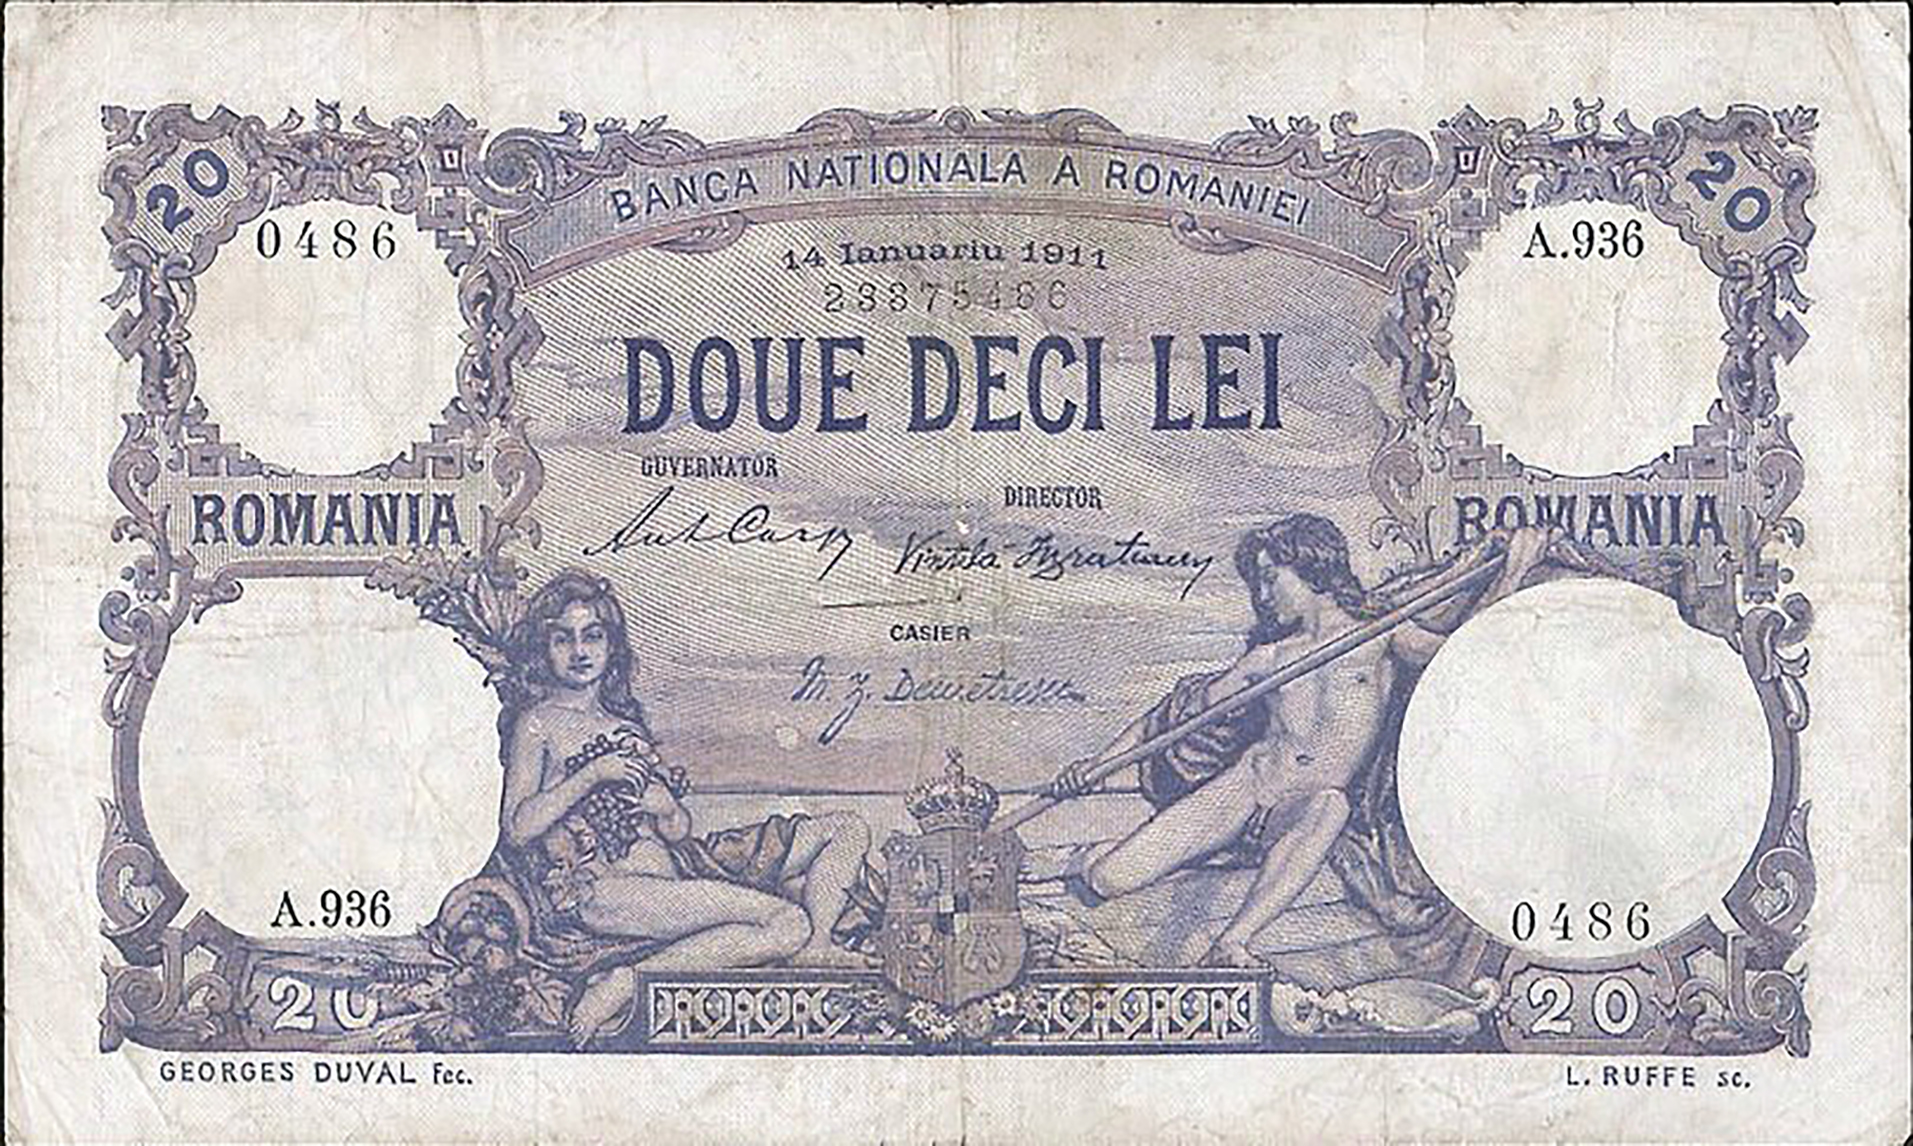 20
20
BANCA NATIONALA A ROMANIEI
0486
A.936
14 Ianuariu 1911
23375486
DOUE DECI LEI
GUVERNATOR
DIRECTOR
ROMANIA
ROMANIA
CASIER
A.936
0486
20
20
GEORGES DUVAL Fec.
L. RUFFE sc.